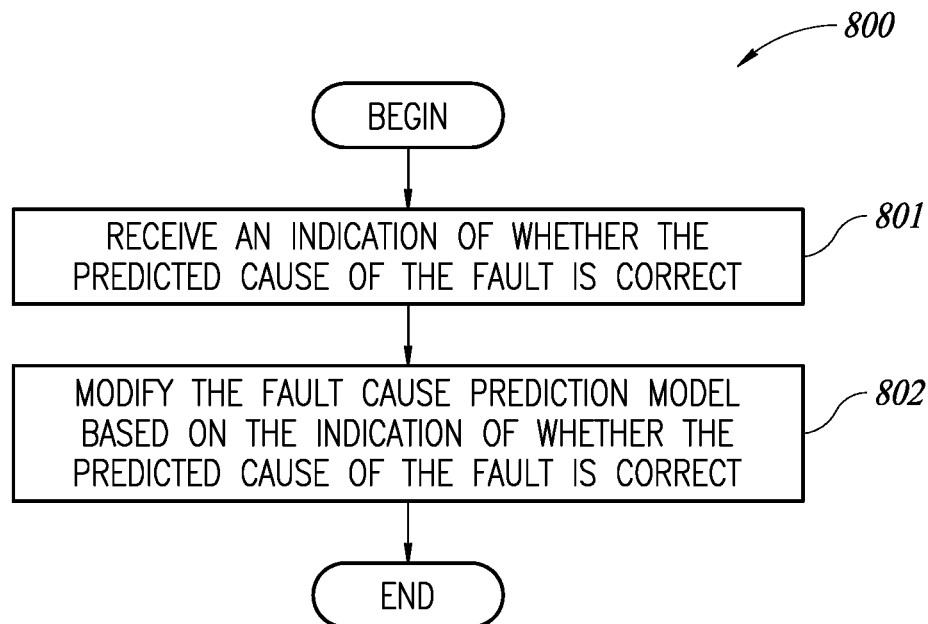 800
BEGIN
RECEIVE AN INDICATION OF WHETHER THE
PREDICTED CAUSE OF THE FAULT IS CORRECT
801
MODIFY THE FAULT CAUSE PREDICTION MODEL
BASED ON THE INDICATION OF WHETHER THE
PREDICTED CAUSE OF THE FAULT IS CORRECT
802
END